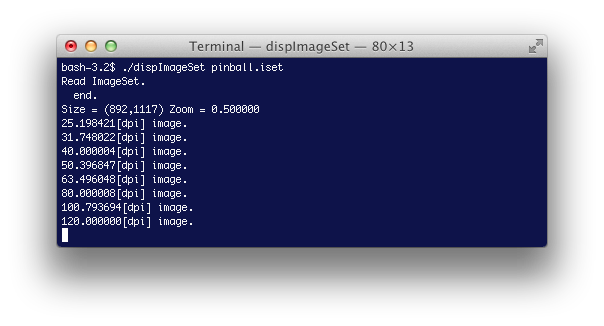 Terminal — dispImageSet — 80×13
bash-3.2$ ./dispImageSet pinball.iset
Read ImageSet.
  end.
Size = (892,1117) Zoom = 0.500000
25.198421[dpi] image.
31.748022[dpi] image.
40.000004[dpi] image.
50.396847[dpi] image.
63.496048[dpi] image.
80.000008[dpi] image.
100.793694[dpi] image.
120.000000[dpi] image.